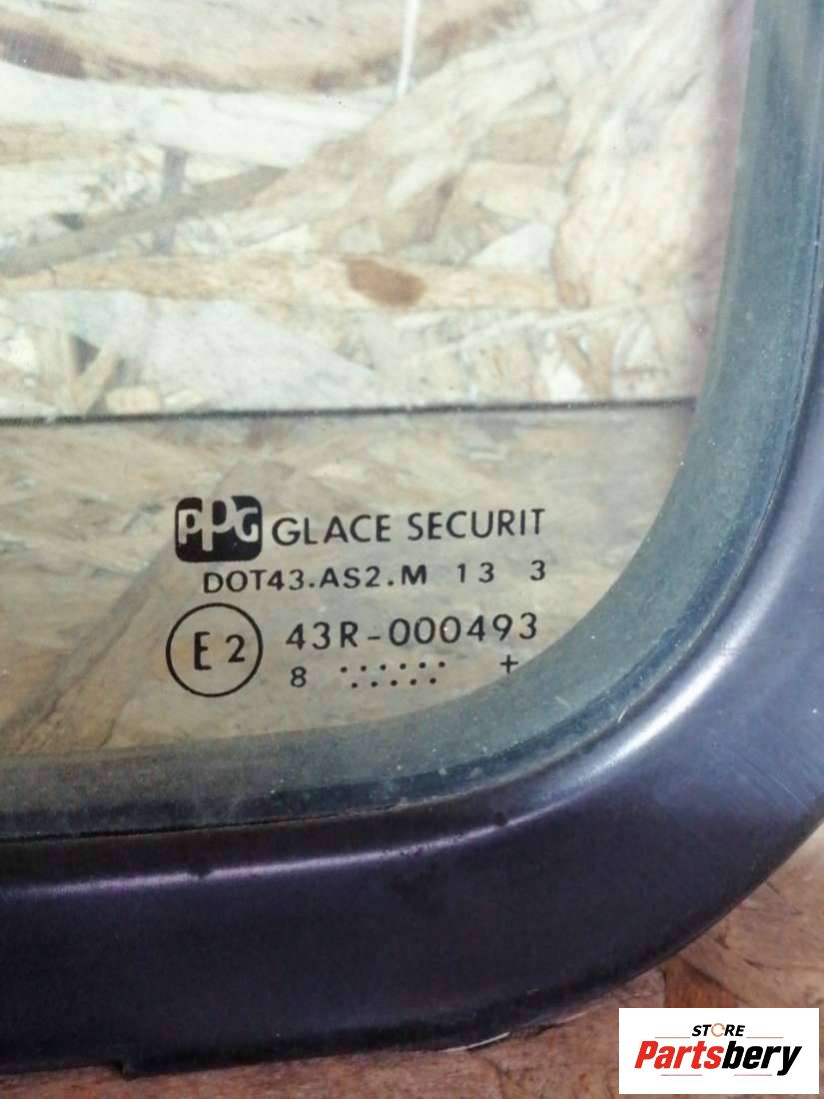 PPG GLACE SECURIT
DOT43.AS2.M 13 3
E2 43R-000493
8 ............ +
STORE
Partsbery